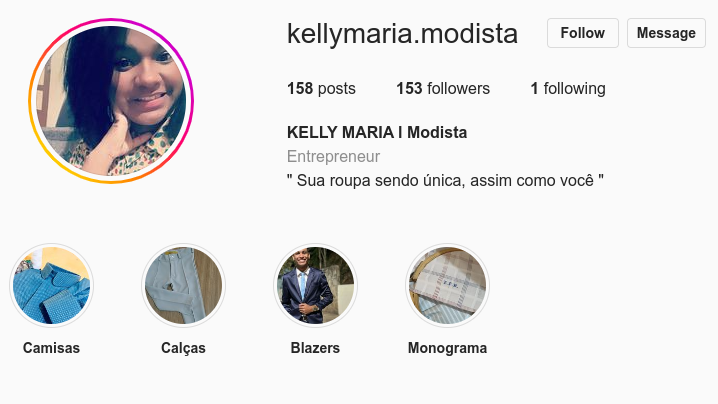 kellymaria.modista
Follow
Message
158 posts
153 followers
1 following
KELLY MARIA l Modista
Entrepreneur
" Sua roupa sendo única, assim como você "
Camisas
Calças
Blazers
Monograma